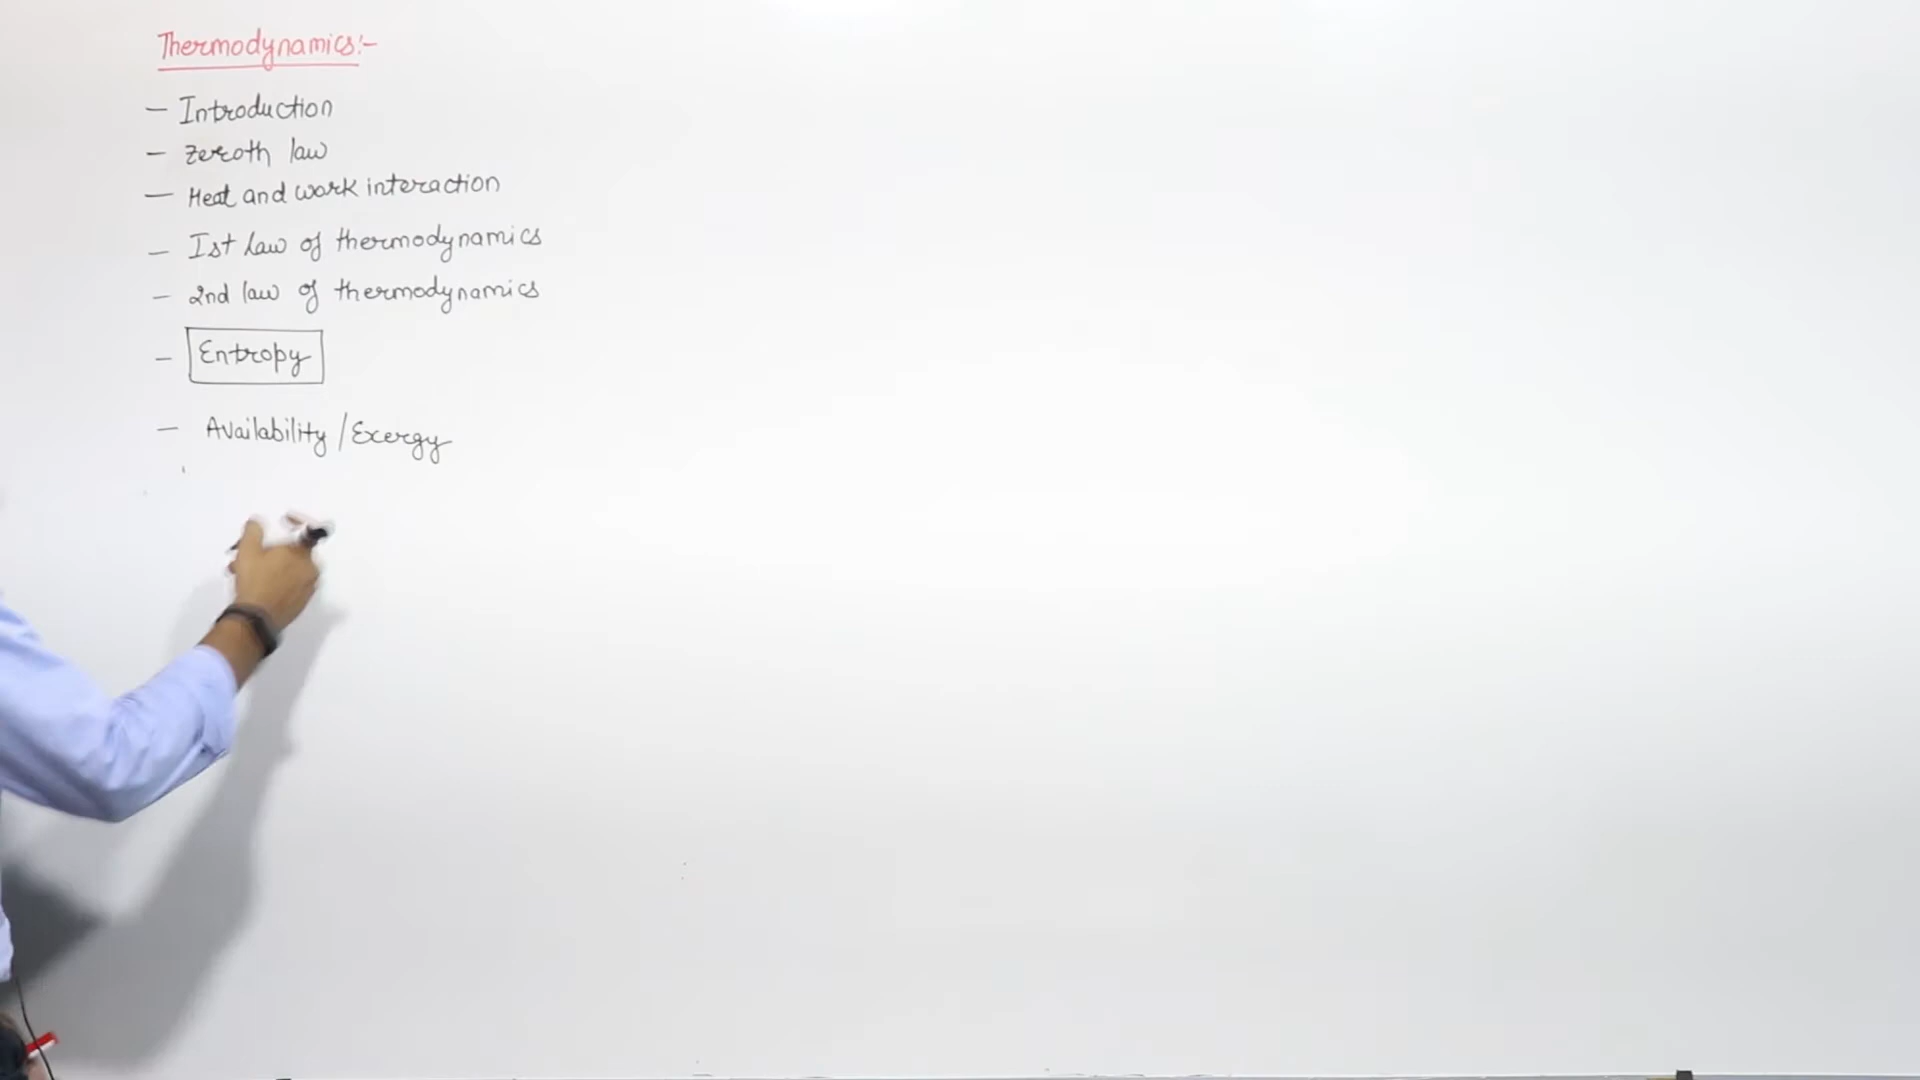 Thermodynamics:-
- Introduction
- Zeroth law
- Heat and work interaction
- Ist Law of thermodynamics
- 2nd law of thermodynamics
- Entropy
- Availability/Exergy